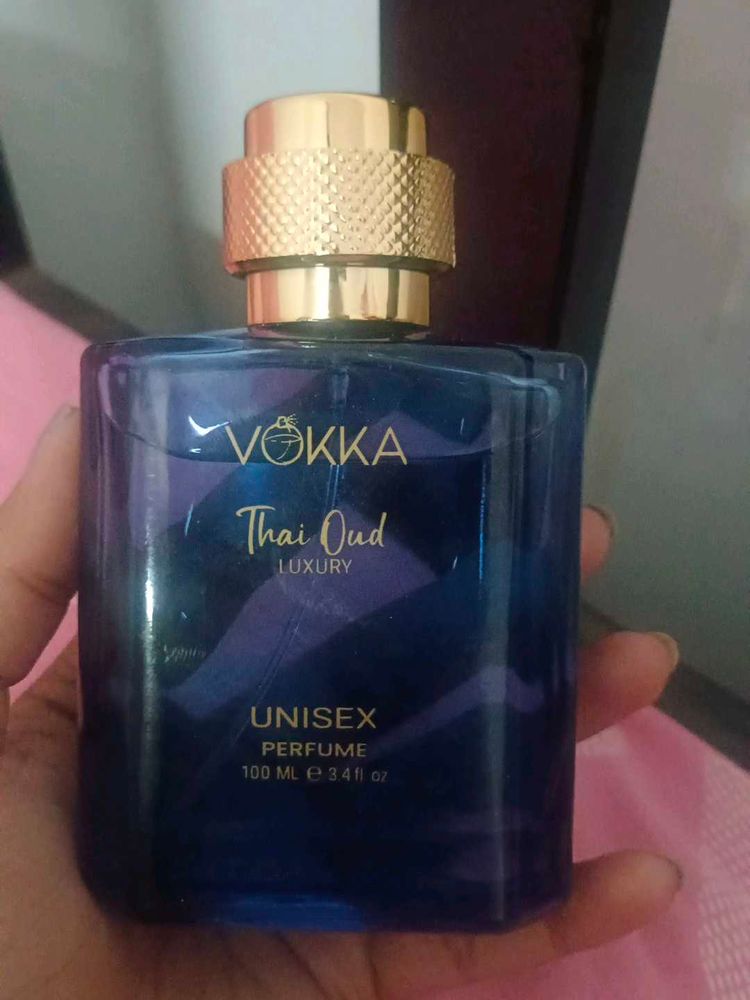 VOKKA
Thai Oud
LUXURY
UNISEX
PERFUME
100 ML ℮ 3.4 fl oz